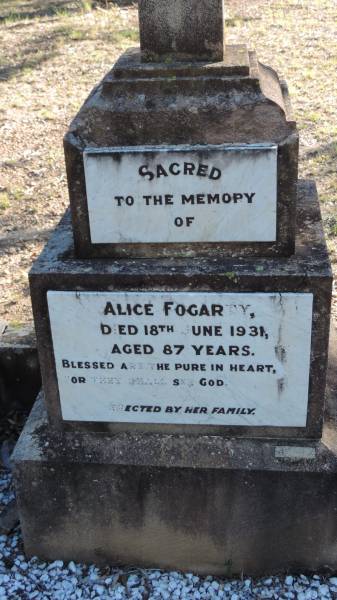 SACRED
TO THE MEMORY
OF
ALICE FOGARTY,
DIED 18TH JUNE 1931,
AGED 87 YEARS.
BLESSED ARE THE PURE IN HEART,
FOR THEY SHALL SEE GOD.
ERECTED BY HER FAMILY.